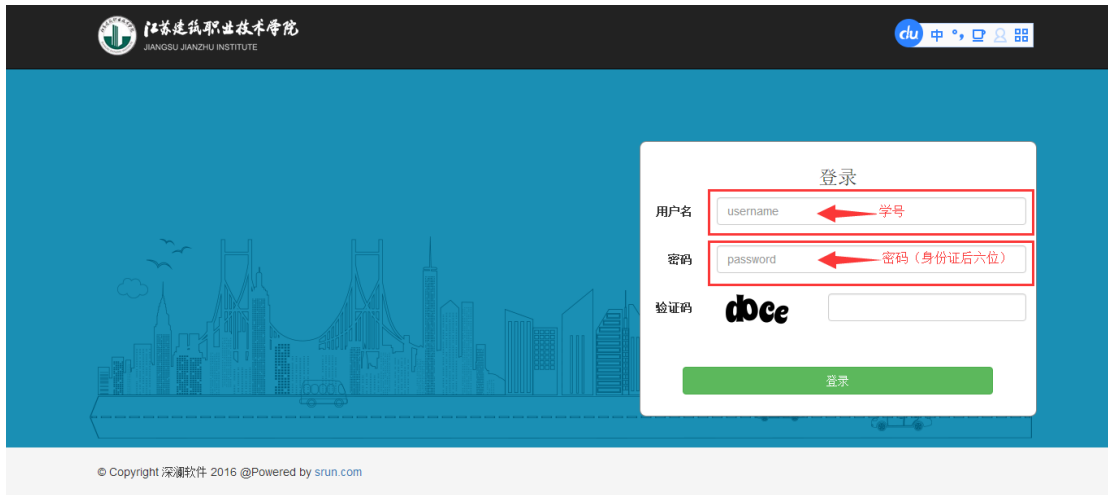 江苏建筑职业技术学院
JIANGSU JIANZHU INSTITUTE
du 中 °,
登录
用户名 username 学号
密码 password 密码（身份证后六位）
验证码 doce
登录
© Copyright 深澜软件 2016 @Powered by srun.com